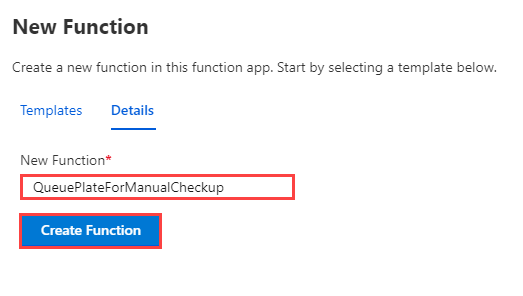 New Function
Create a new function in this function app. Start by selecting a template below.
Templates Details
New Function*
QueuePlateForManualCheckup
Create Function